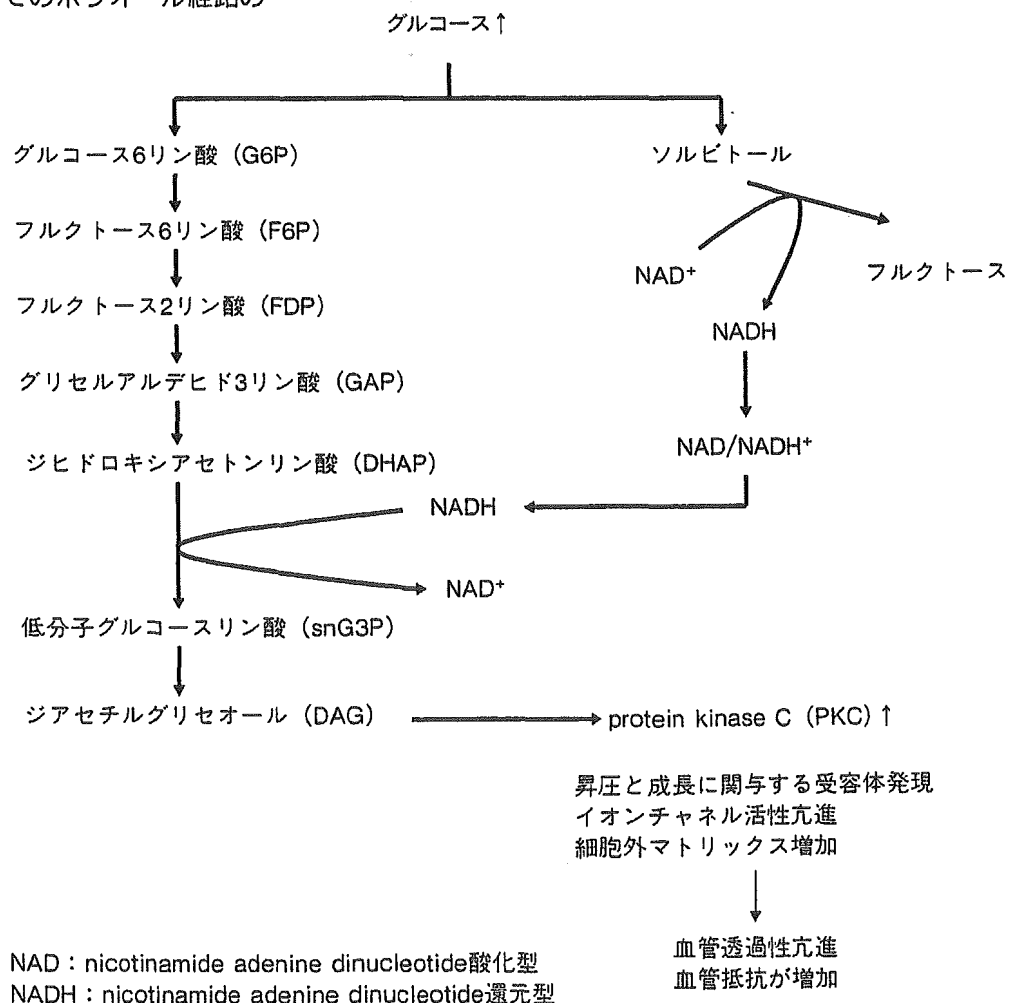 グルコース↑
グルコース6リン酸（G6P）
ソルビトール
フルクトース6リン酸（F6P）
NAD⁺
フルクトース
フルクトース2リン酸（FDP）
NADH
グリセルアルデヒド3リン酸（GAP）
NAD/NADH⁺
ジヒドロキシアセトンリン酸（DHAP）
NADH
NAD⁺
低分子グルコースリン酸（snG3P）
ジアセチルグリセオール（DAG）
protein kinase C（PKC）↑
昇圧と成長に関与する受容体発現
イオンチャネル活性亢進
細胞外マトリックス増加
血管透過性亢進
血管抵抗が増加
NAD：nicotinamide adenine dinucleotide酸化型
NADH：nicotinamide adenine dinucleotide還元型